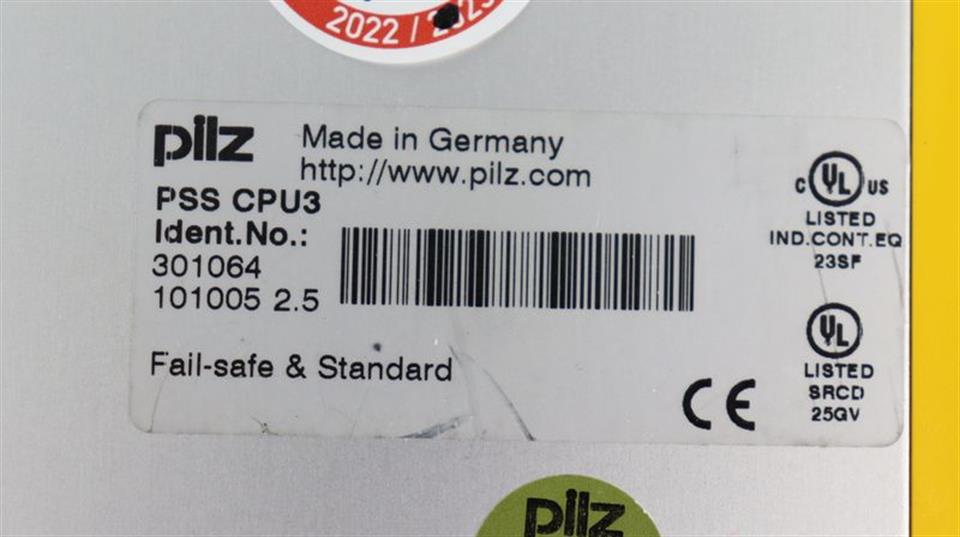 2022 / 2023
pilz
Made in Germany
http://www.pilz.com
PSS CPU3
Ident.No.:
301064
101005 2.5
Fail-safe & Standard
C UL US
LISTED
IND.CONT.EQ
23SF
UL
LISTED
SRCD
25GV
CE
pilz